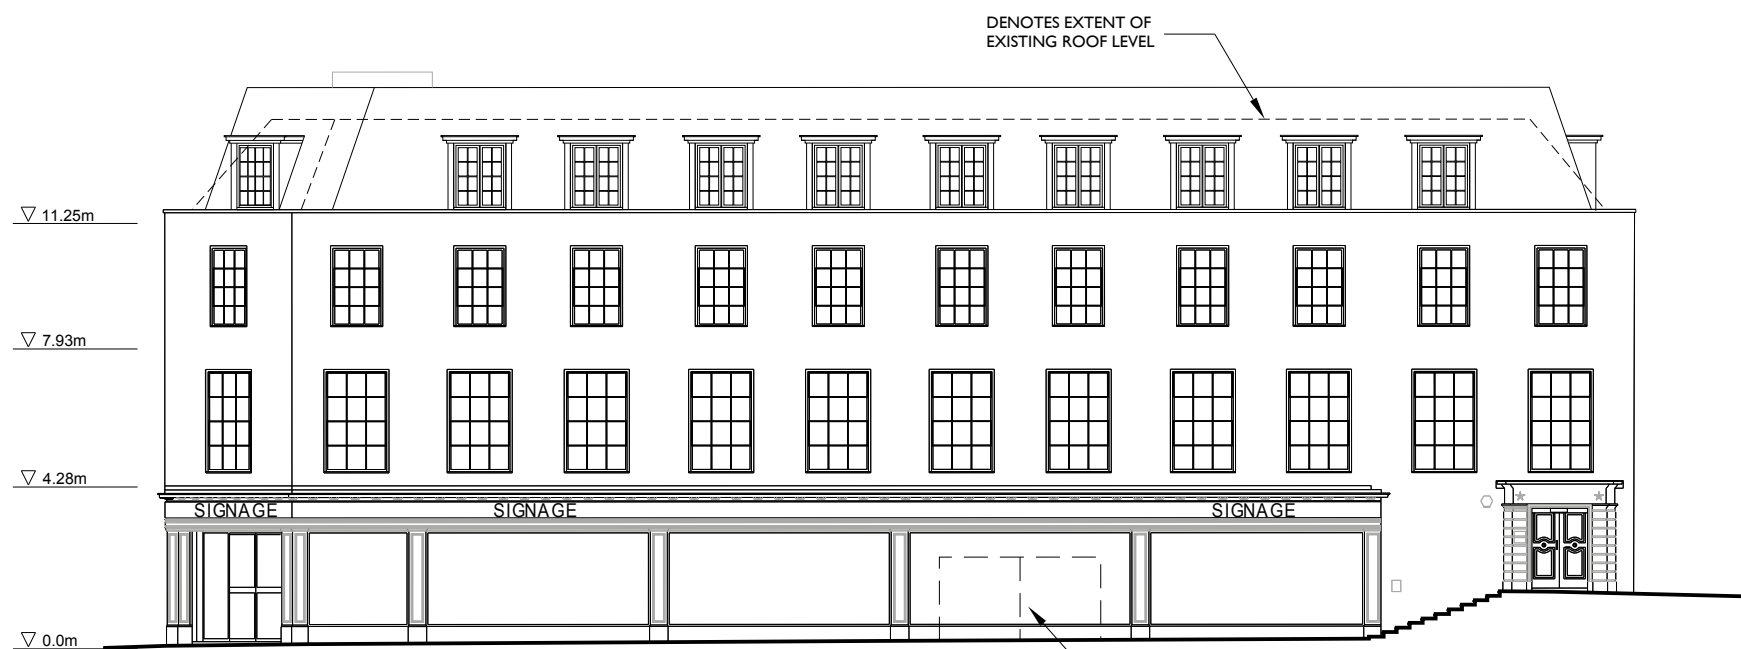 DENOTES EXTENT OF
EXISTING ROOF LEVEL
11.25m
7.93m
4.28m
SIGNAGE SIGNAGE SIGNAGE
0.0m